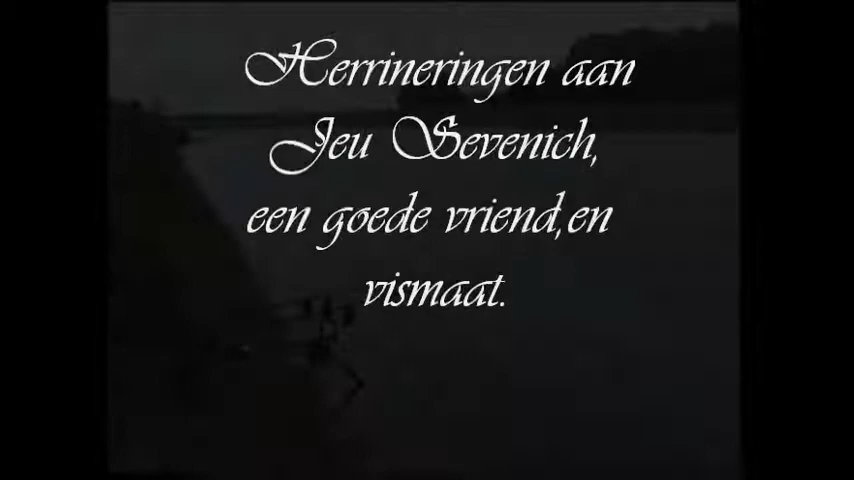 Herrineringen aan
Jeu Sevenich,
een goede vriend,en
vismaat.